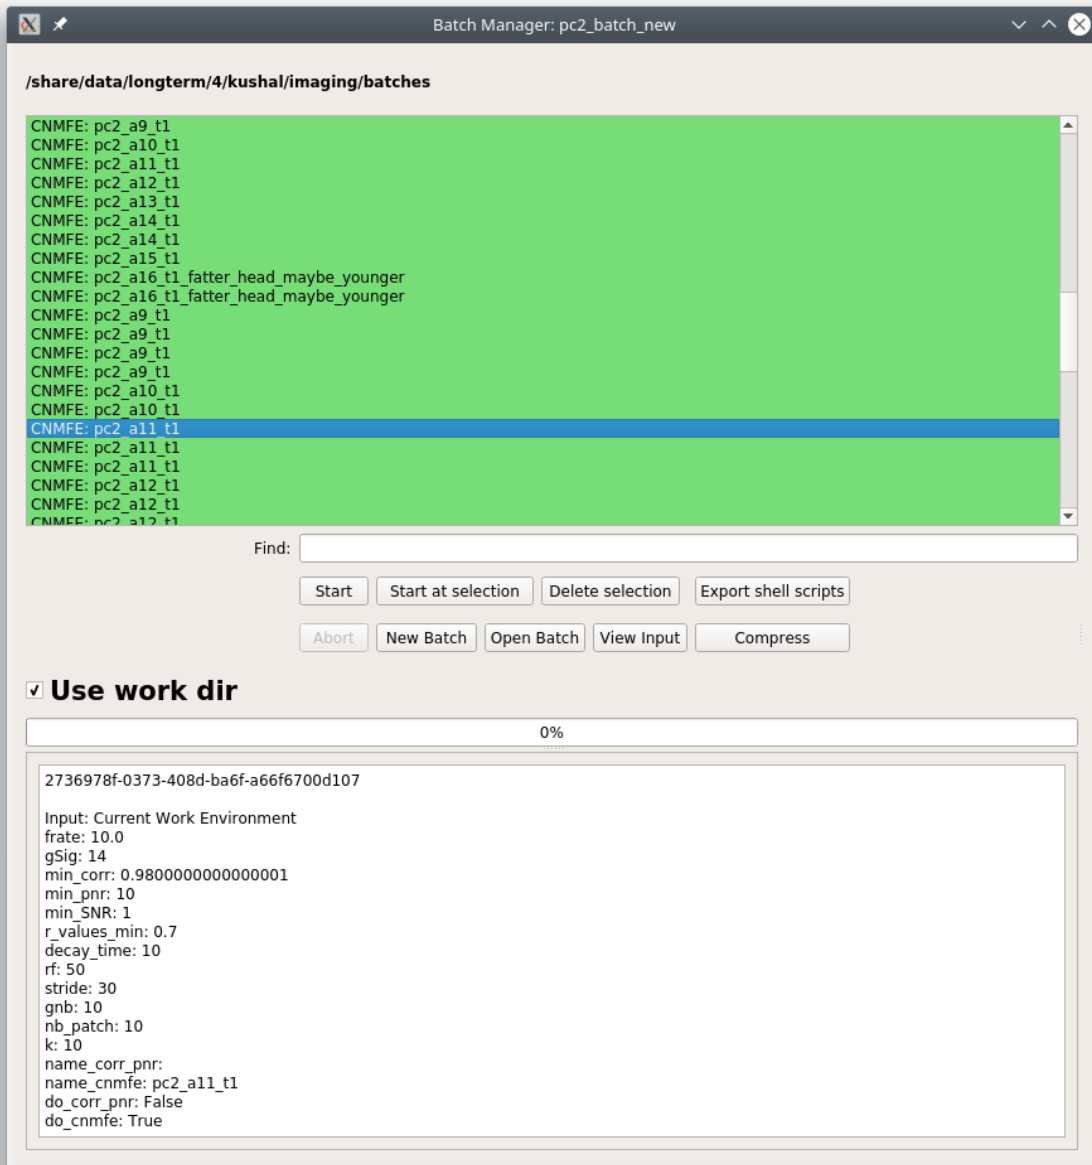 Batch Manager: pc2_batch_new
/share/data/longterm/4/kushal/imaging/batches
CNMFE: pc2_a9_t1
CNMFE: pc2_a10_t1
CNMFE: pc2_a11_t1
CNMFE: pc2_a12_t1
CNMFE: pc2_a13_t1
CNMFE: pc2_a14_t1
CNMFE: pc2_a14_t1
CNMFE: pc2_a15_t1
CNMFE: pc2_a16_t1_fatter_head_maybe_younger
CNMFE: pc2_a16_t1_fatter_head_maybe_younger
CNMFE: pc2_a9_t1
CNMFE: pc2_a9_t1
CNMFE: pc2_a9_t1
CNMFE: pc2_a9_t1
CNMFE: pc2_a10_t1
CNMFE: pc2_a10_t1
CNMFE: pc2_a11_t1
CNMFE: pc2_a11_t1
CNMFE: pc2_a11_t1
CNMFE: pc2_a12_t1
CNMFE: pc2_a12_t1
CNMFE: pc2_a12_t1
Find:
Start Start at selection Delete selection Export shell scripts
Abort New Batch Open Batch View Input Compress
Use work dir
0%
2736978f-0373-408d-ba6f-a66f6700d107
Input: Current Work Environment
frate: 10.0
gSig: 14
min_corr: 0.9800000000000001
min_pnr: 10
min_SNR: 1
r_values_min: 0.7
decay_time: 10
rf: 50
stride: 30
gnb: 10
nb_patch: 10
k: 10
name_corr_pnr:
name_cnmfe: pc2_a11_t1
do_corr_pnr: False
do_cnmfe: True